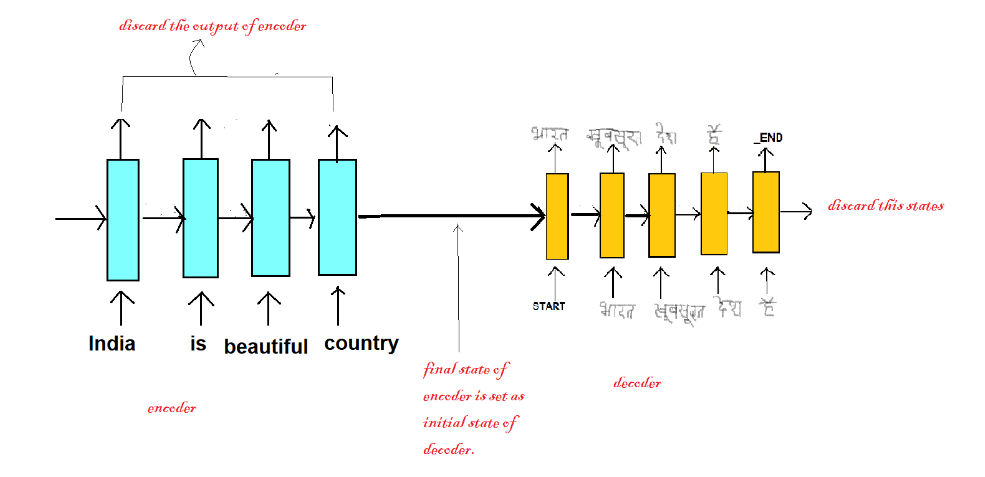 discard the output of encoder
भारत खूबसूरत देश है _END
discard this states
START भारत खूबसूरत देश है
India is beautiful country
final state of
encoder is set as
initial state of
decoder.
decoder
encoder